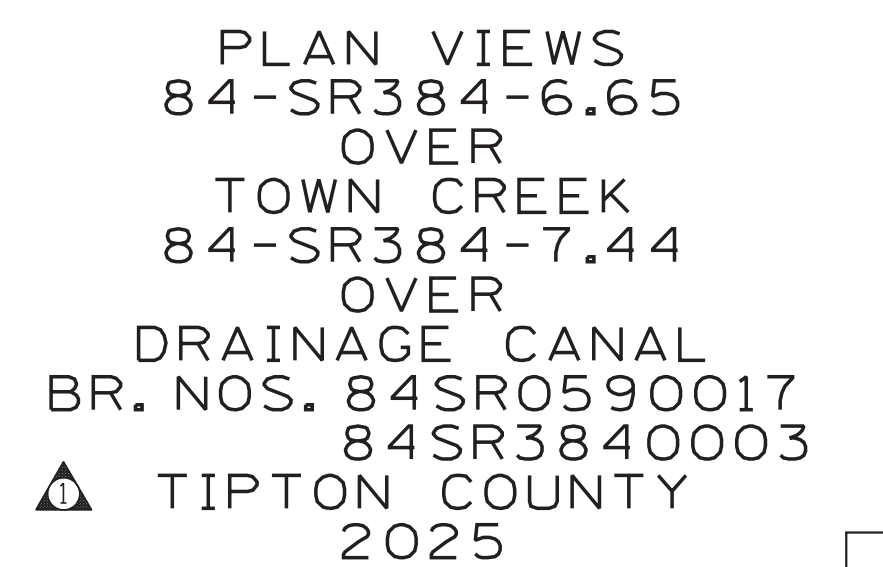 PLAN VIEWS
84-SR384-6.65
OVER
TOWN CREEK
84-SR384-7.44
OVER
DRAINAGE CANAL
BR. NOS. 84SR0590017
84SR3840003
1 TIPTON COUNTY
2025